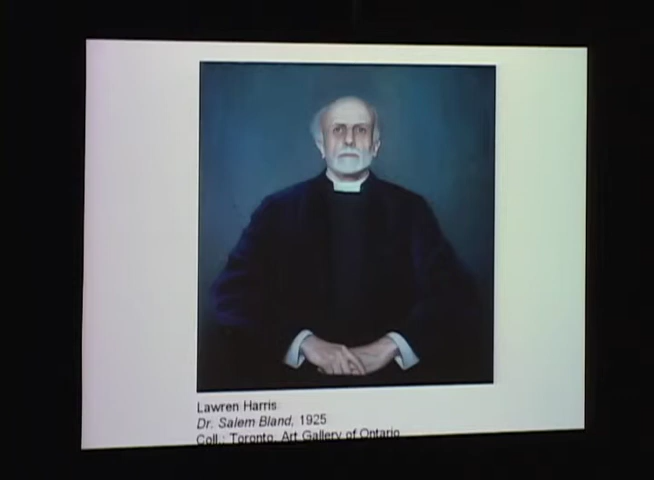 Lawren Harris
Dr. Salem Bland, 1925
Coll.: Toronto, Art Gallery of Ontario